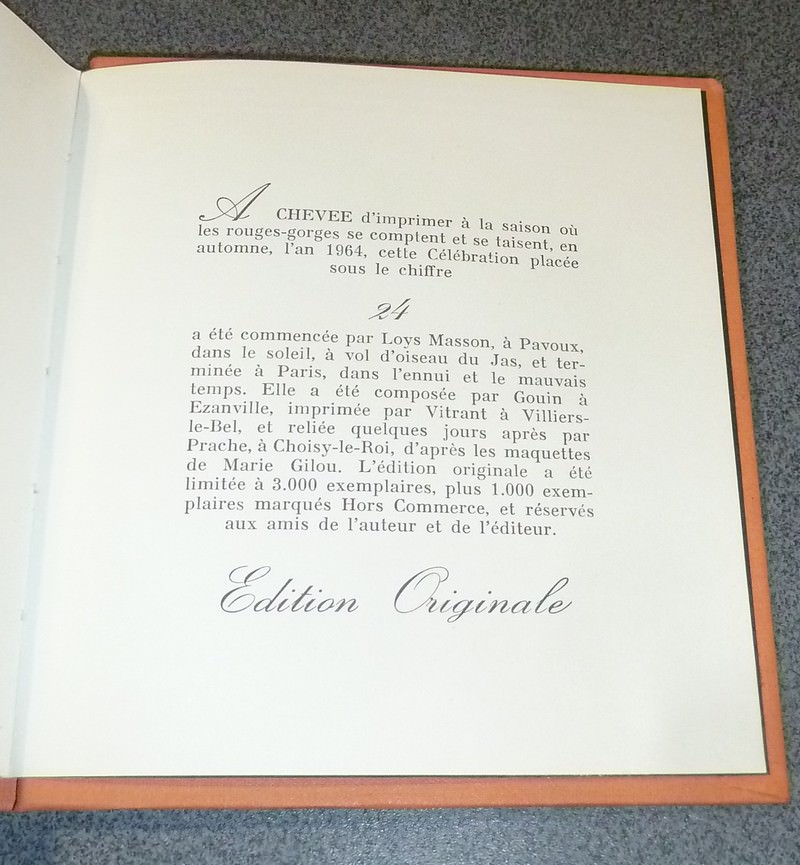 ACHEVEE d'imprimer à la saison où
les rouges-gorges se comptent et se taisent, en
automne, l'an 1964, cette Célébration placée
sous le chiffre
24
a été commencée par Loys Masson, à Pavoux,
dans le soleil, à vol d'oiseau du Jas, et ter-
minée à Paris, dans l'ennui et le mauvais
temps. Elle a été composée par Gouin à
Ezanville, imprimée par Vitrant à Villiers-
le-Bel, et reliée quelques jours après par
Prache, à Choisy-le-Roi, d'après les maquettes
de Marie Gilou. L'édition originale a été
limitée à 3.000 exemplaires, plus 1.000 exem-
plaires marqués Hors Commerce, et réservés
aux amis de l'auteur et de l'éditeur.
Edition Originale